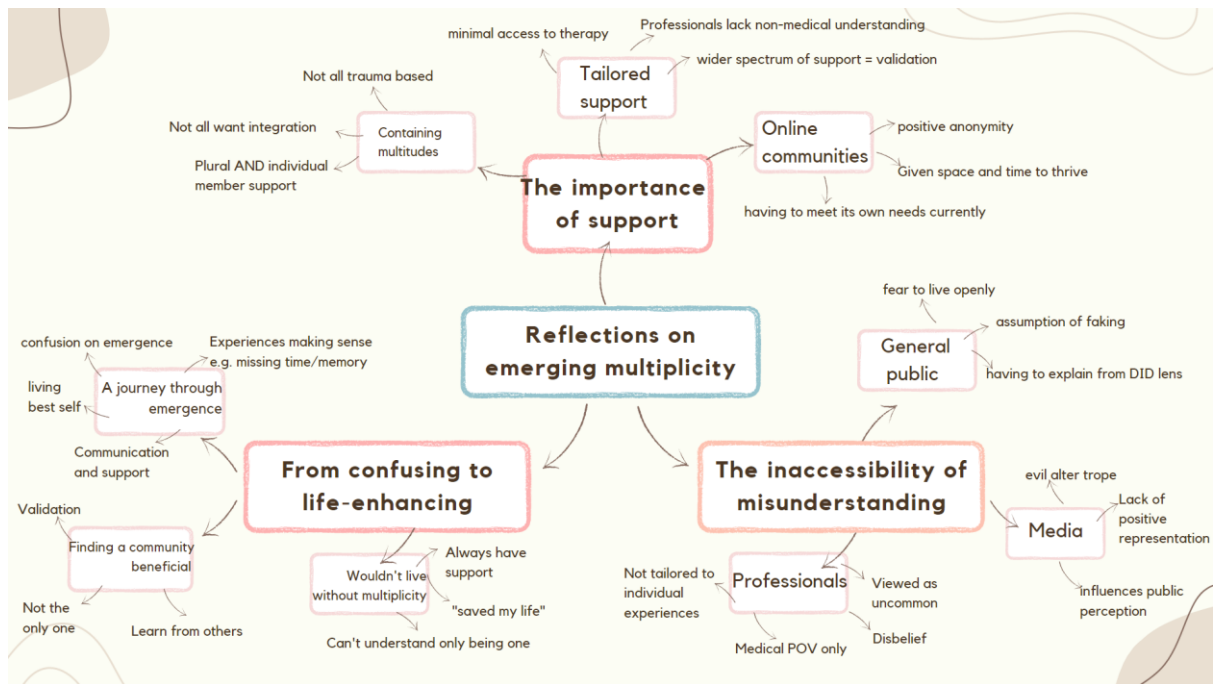 Professionals lack non-medical understanding
minimal access to therapy
wider spectrum of support = validation
Tailored
support
Not all trauma based
Not all want integration
Plural AND individual
member support
Containing
multitudes
Online
communities
positive anonymity
Given space and time to thrive
having to meet its own needs currently
The importance
of support
Reflections on
emerging multiplicity
fear to live openly
assumption of faking
General
public
having to explain from DID lens
confusion on emergence
Experiences making sense
e.g. missing time/memory
living
best self
A journey through
emergence
Communication
and support
From confusing to
life-enhancing
The inaccessibility of
misunderstanding
Validation
Finding a community
beneficial
Not the
only one
Learn from others
Wouldn't live
without multiplicity
Always have
support
"saved my life"
Can't understand only being one
Not tailored to
individual
experiences
Professionals
Viewed as
uncommon
Disbelief
Medical POV only
evil alter trope
Lack of
positive
representation
Media
influences public
perception